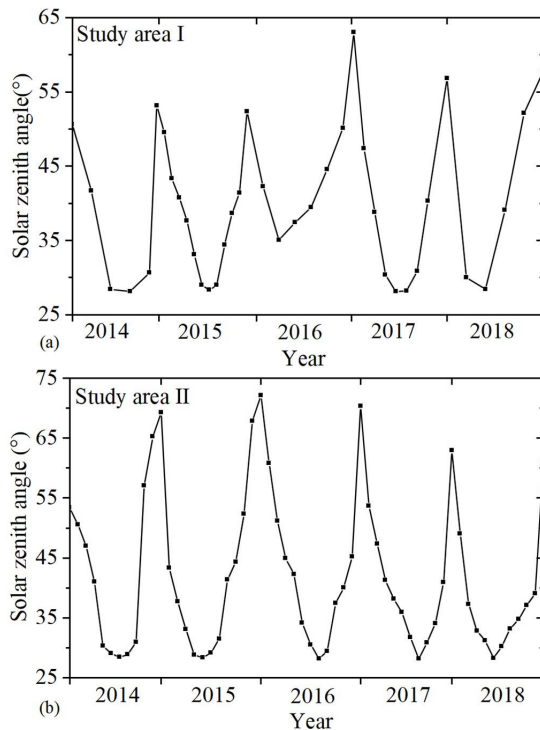 65
Study area I
55
45
35
25
Solar zenith angle(°)
2014 2015 2016 2017 2018
(a)
Year
75
Study area II
65
55
45
35
25
Solar zenith angle (°)
2014 2015 2016 2017 2018
(b)
Year